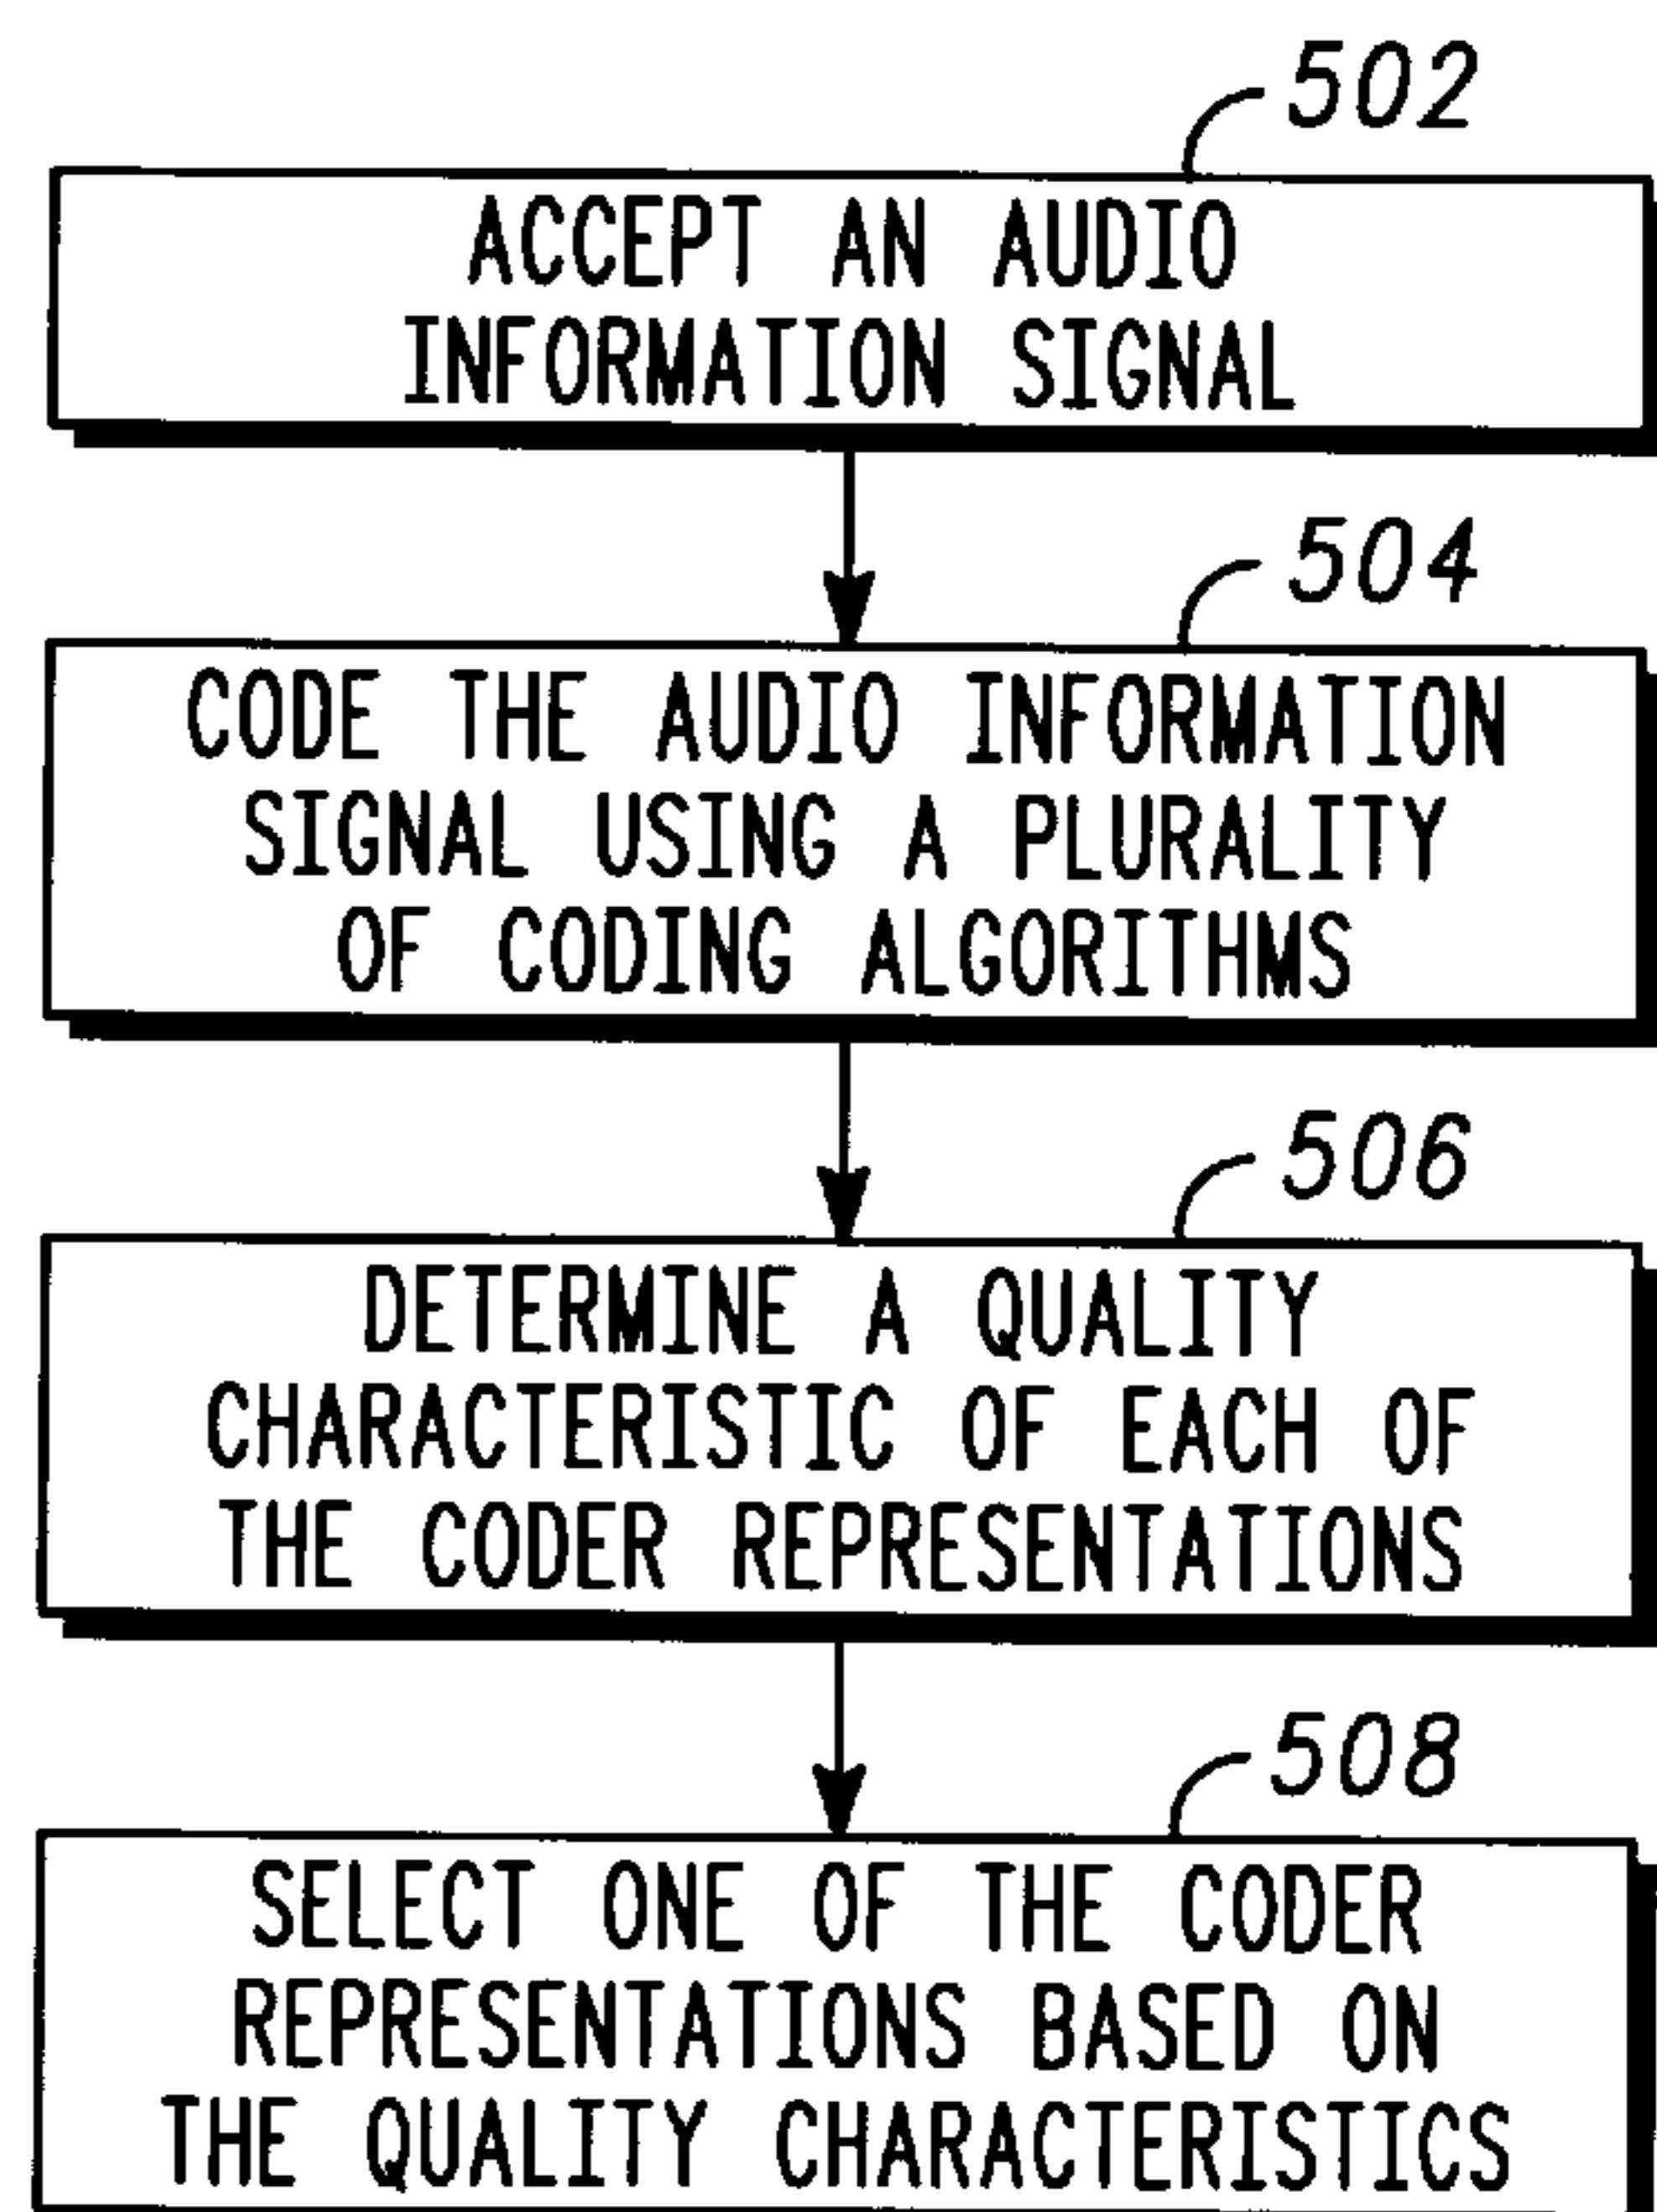 502
ACCEPT AN AUDIO
INFORMATION SIGNAL
504
CODE THE AUDIO INFORMATION
SIGNAL USING A PLURALITY
OF CODING ALGORITHMS
506
DETERMINE A QUALITY
CHARACTERISTIC OF EACH OF
THE CODER REPRESENTATIONS
508
SELECT ONE OF THE CODER
REPRESENTATIONS BASED ON
THE QUALITY CHARACTERISTICS